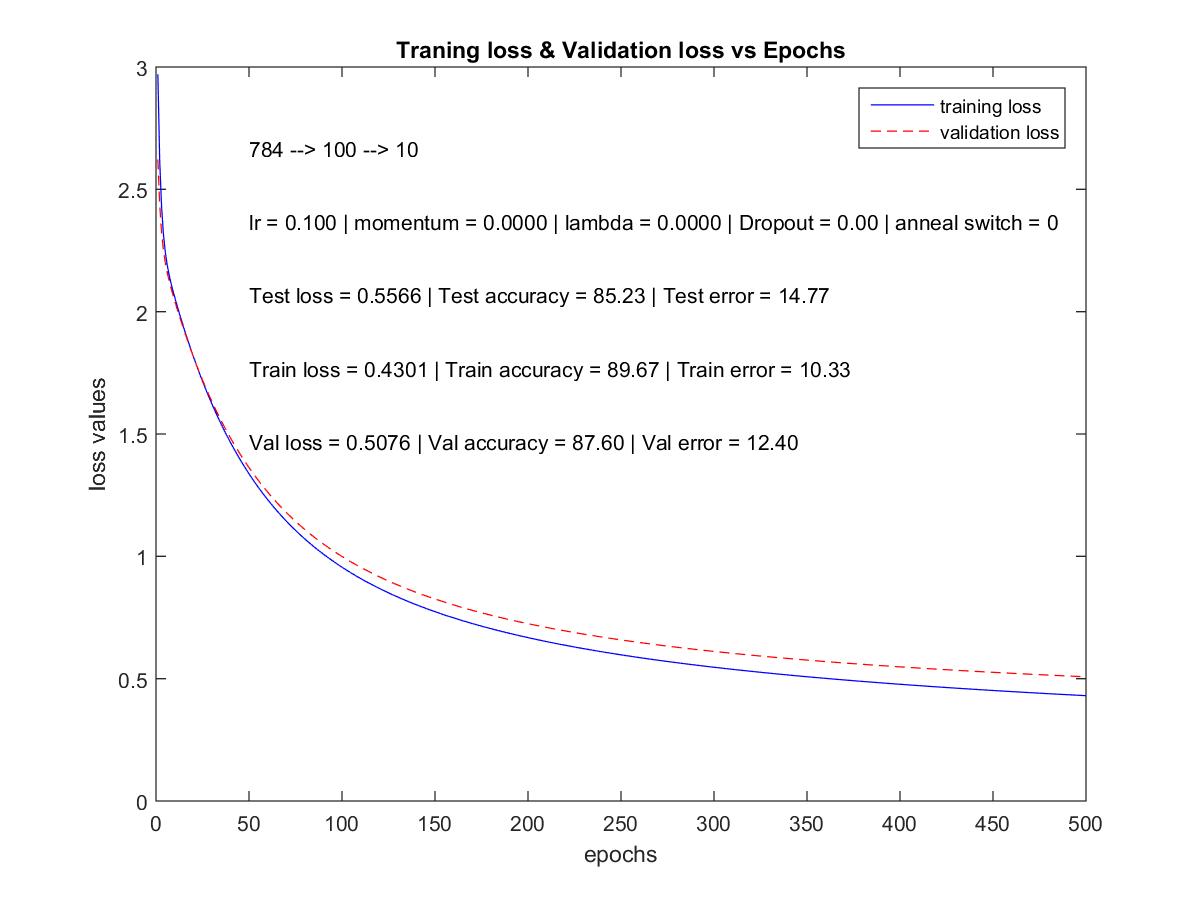 Traning loss & Validation loss vs Epochs
3
2.5
2
1.5
1
0.5
0
loss values
training loss
validation loss
784 --> 100 --> 10
lr = 0.100 | momentum = 0.0000 | lambda = 0.0000 | Dropout = 0.00 | anneal switch = 0
Test loss = 0.5566 | Test accuracy = 85.23 | Test error = 14.77
Train loss = 0.4301 | Train accuracy = 89.67 | Train error = 10.33
Val loss = 0.5076 | Val accuracy = 87.60 | Val error = 12.40
0 50 100 150 200 250 300 350 400 450 500
epochs